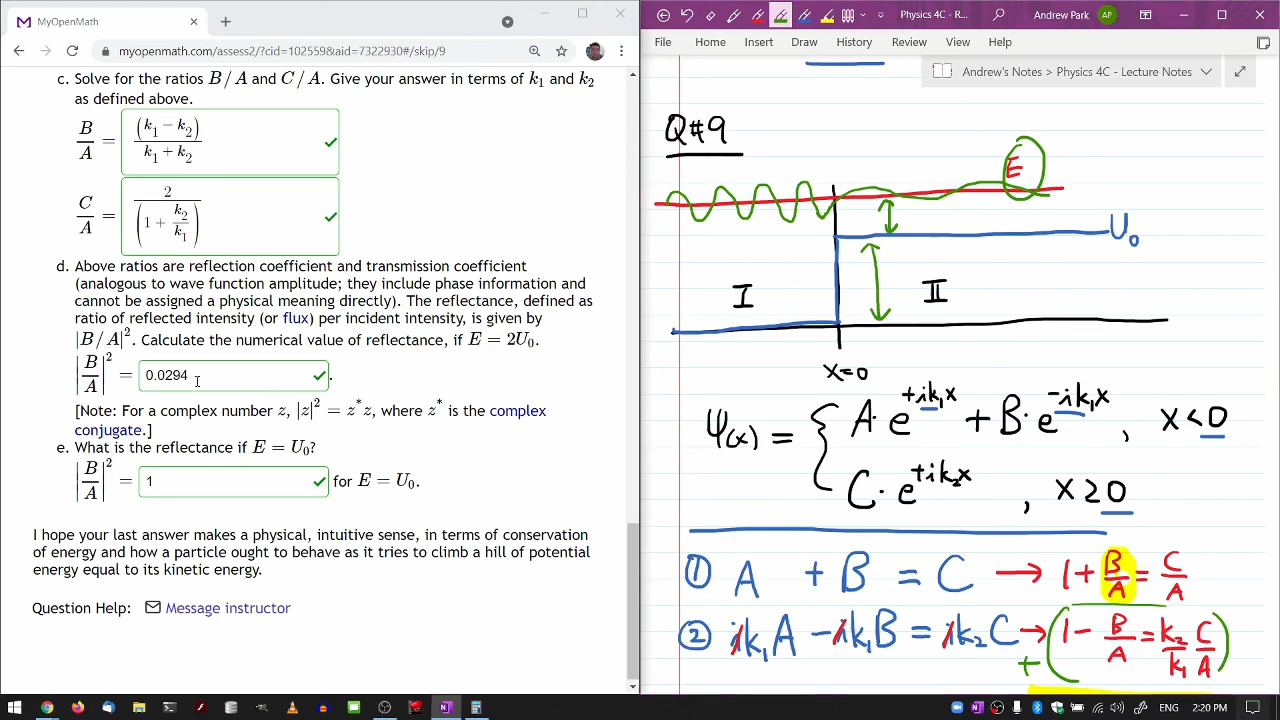 MyOpenMath
myopenmath.com/assess2/?cid=102559&aid=7322930#/skip/9
c. Solve for the ratios B/A and C/A. Give your answer in terms of k₁ and k₂
as defined above.
B/A = (k₁ − k₂)/(k₁ + k₂)
C/A = 2/(1 + k₂/k₁)
d. Above ratios are reflection coefficient and transmission coefficient
(analogous to wave function amplitude; they include phase information and
cannot be assigned a physical meaning directly). The reflectance, defined as
ratio of reflected intensity (or flux) per incident intensity, is given by
|B/A|². Calculate the numerical value of reflectance, if E = 2U₀.
|B/A|² = 0.0294 .
[Note: For a complex number z, |z|² = z*z, where z* is the complex
conjugate.]
e. What is the reflectance if E = U₀?
|B/A|² = 1 for E = U₀.
I hope your last answer makes a physical, intuitive sense, in terms of conservation
of energy and how a particle ought to behave as it tries to climb a hill of potential
energy equal to its kinetic energy.
Question Help: Message instructor
Physics 4C - R...
Andrew Park
AP
File Home Insert Draw History Review View Help
Andrew's Notes > Physics 4C - Lecture Notes
Q#9
E
U₀
I
II
x=0
ψ(x) = { A·e^{+ik₁x} + B·e^{-ik₁x}, x<0
C·e^{+ik₂x}, x≥0
① A + B = C → 1 + B/A = C/A
② ik₁A − ik₁B = ik₂C → 1 − B/A = k₂/k₁ C/A
+
2:20 PM